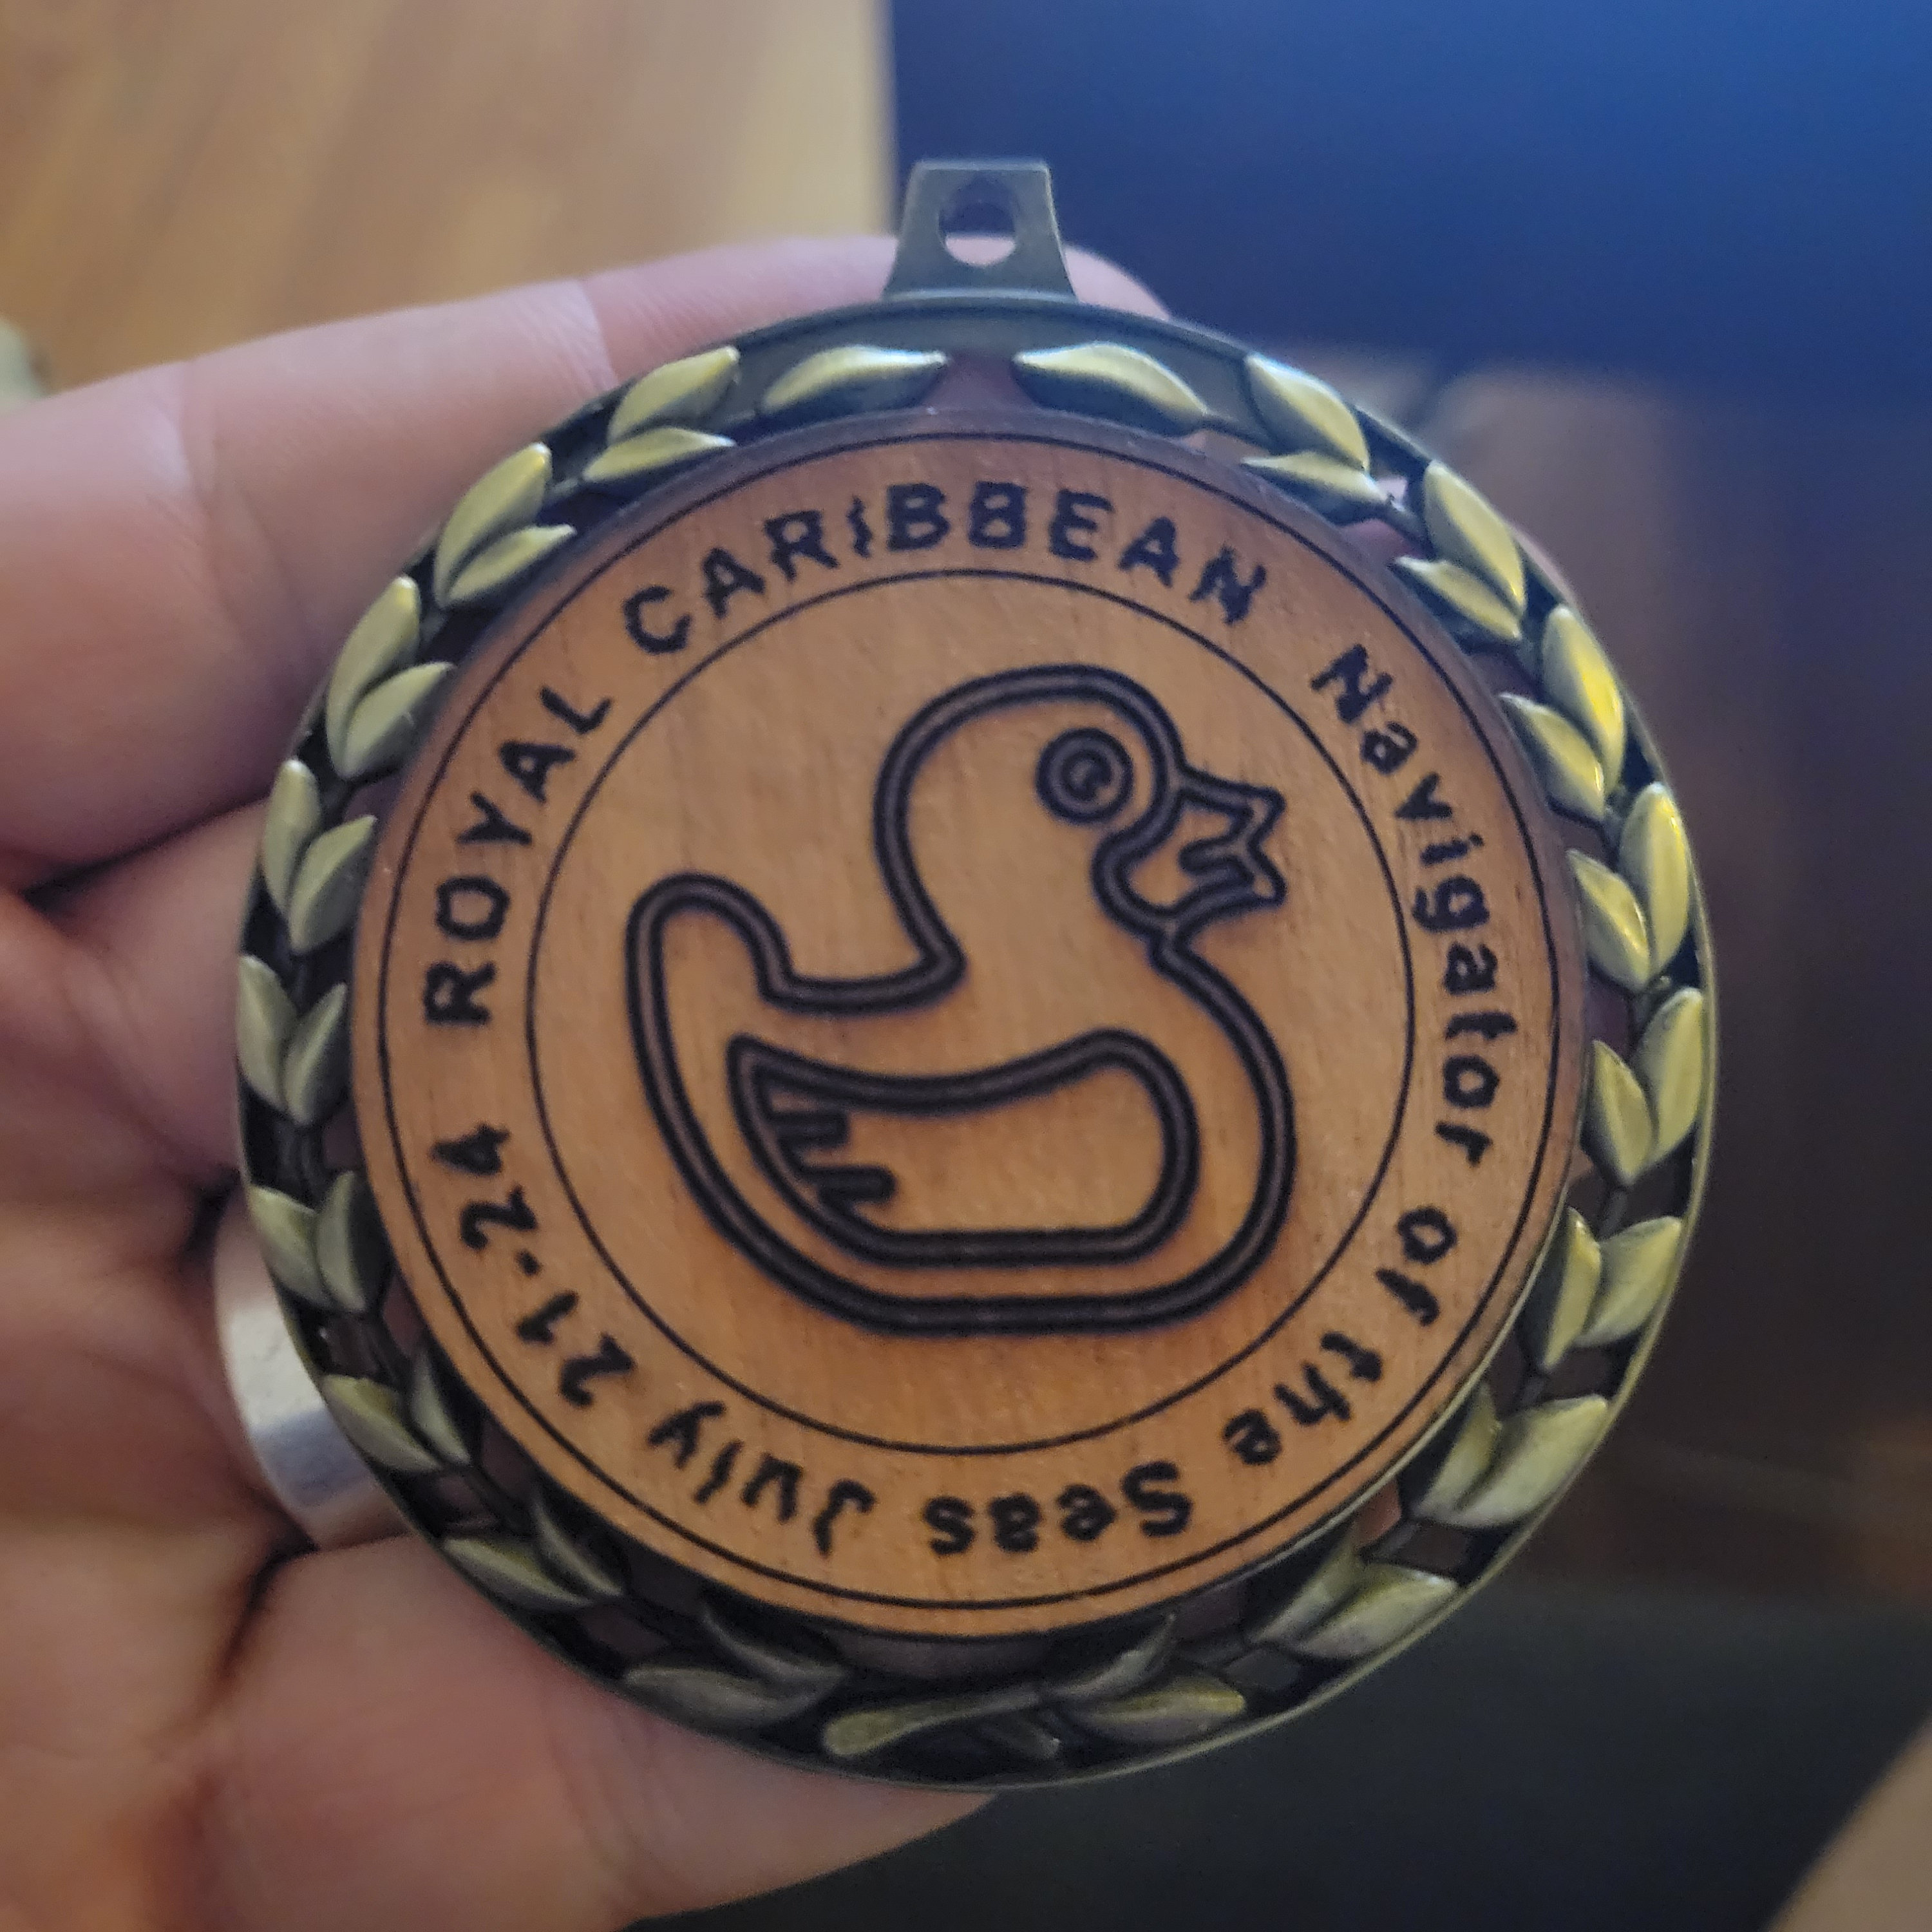 ROYAL CARIBBEAN Navigator of the Seas July 21-24